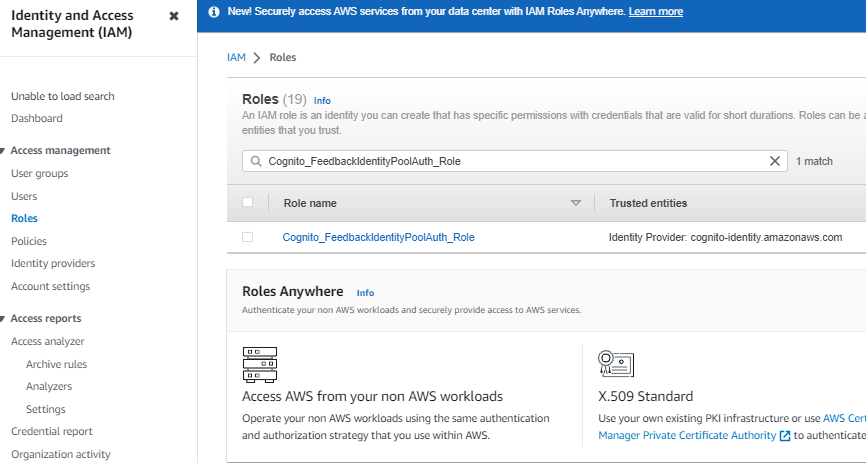 Identity and Access
Management (IAM)
Unable to load search
Dashboard
Access management
User groups
Users
Roles
Policies
Identity providers
Account settings
Access reports
Access analyzer
Archive rules
Analyzers
Settings
Credential report
Organization activity
New! Securely access AWS services from your data center with IAM Roles Anywhere. Learn more
IAM > Roles
Roles (19) Info
An IAM role is an identity you can create that has specific permissions with credentials that are valid for short durations. Roles can be a
entities that you trust.
Cognito_FeedbackIdentityPoolAuth_Role
1 match
Role name
Trusted entities
Cognito_FeedbackIdentityPoolAuth_Role
Identity Provider: cognito-identity.amazonaws.com
Roles Anywhere Info
Authenticate your non AWS workloads and securely provide access to AWS services.
Access AWS from your non AWS workloads
Operate your non AWS workloads using the same authentication
and authorization strategy that you use within AWS.
X.509 Standard
Use your own existing PKI infrastructure or use AWS Cert
Manager Private Certificate Authority to authenticate